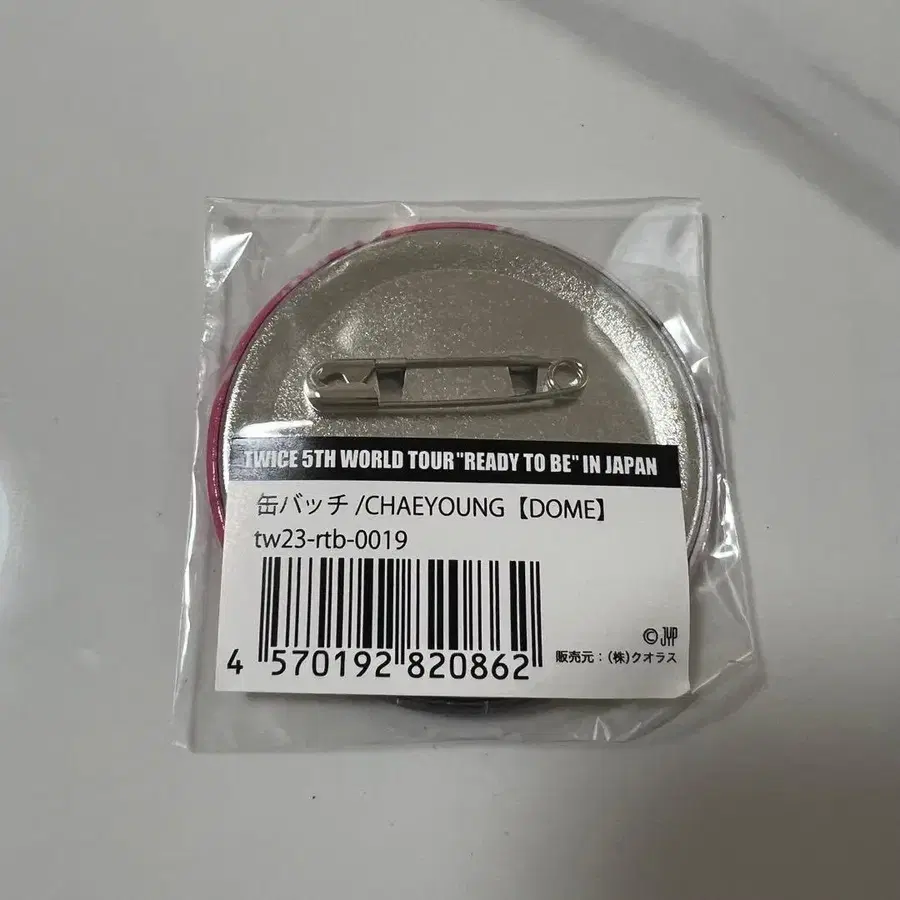 TWICE 5TH WORLD TOUR "READY TO BE" IN JAPAN
缶バッチ /CHAEYOUNG【DOME】
tw23-rtb-0019
4 570192 820862
© JYP
販売元：(株)クオラス